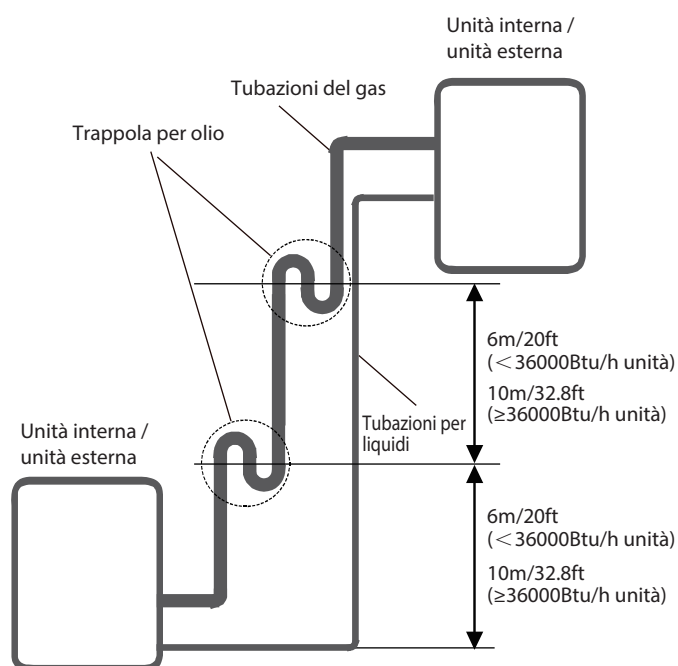 Unità interna /
unità esterna
Tubazioni del gas
Trappola per olio
6m/20ft
(＜36000Btu/h unità)
10m/32.8ft
(≥36000Btu/h unità)
Tubazioni per
liquidi
Unità interna /
unità esterna
6m/20ft
(＜36000Btu/h unità)
10m/32.8ft
(≥36000Btu/h unità)